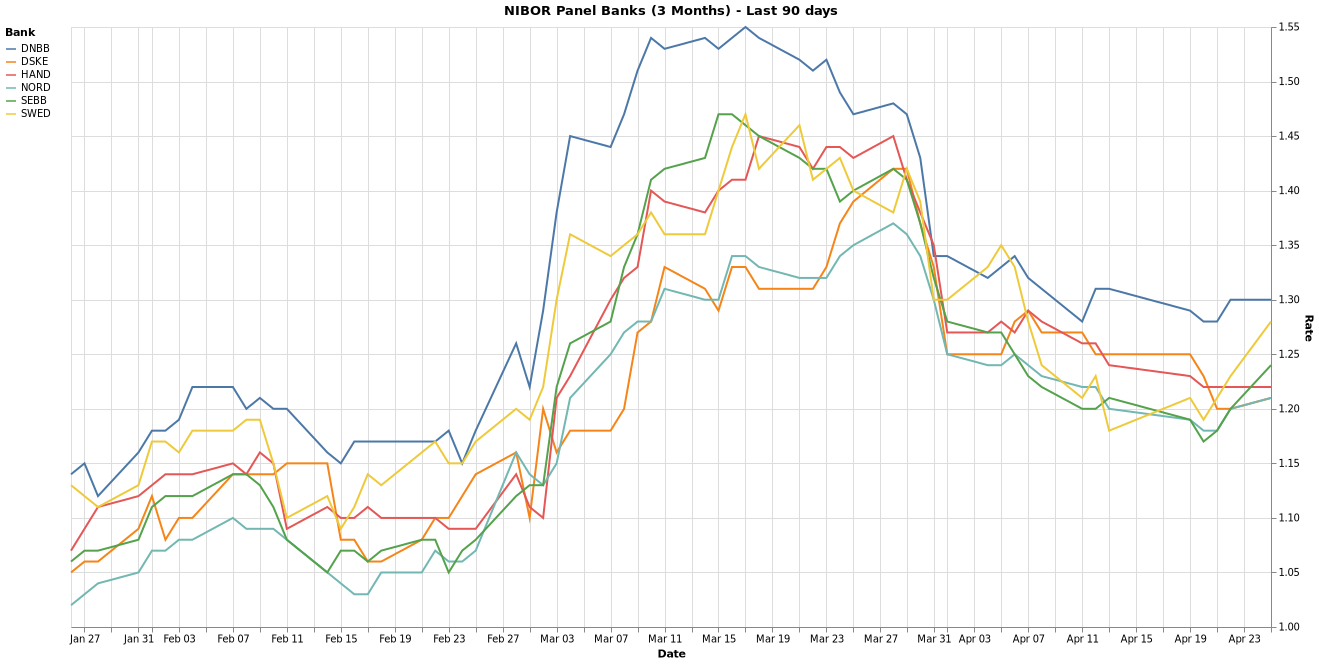 NIBOR Panel Banks (3 Months) - Last 90 days
Bank
DNBB
DSKE
HAND
NORD
SEBB
SWED
1.55
1.50
1.45
1.40
1.35
1.30
1.25
1.20
1.15
1.10
1.05
1.00
Rate
Jan 27 Jan 31 Feb 03 Feb 07 Feb 11 Feb 15 Feb 19 Feb 23 Feb 27 Mar 03 Mar 07 Mar 11 Mar 15 Mar 19 Mar 23 Mar 27 Mar 31 Apr 03 Apr 07 Apr 11 Apr 15 Apr 19 Apr 23
Date